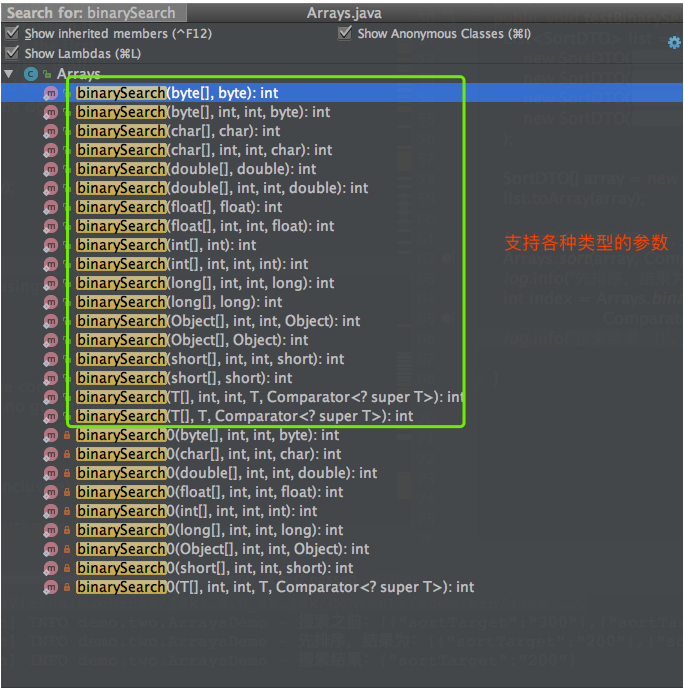 Search for: binarySearch Arrays.java
Show inherited members (^F12) Show Anonymous Classes (⌘I)
Show Lambdas (⌘L)
Arrays
binarySearch(byte[], byte): int
binarySearch(byte[], int, int, byte): int
binarySearch(char[], char): int
binarySearch(char[], int, int, char): int
binarySearch(double[], double): int
binarySearch(double[], int, int, double): int
binarySearch(float[], float): int
binarySearch(float[], int, int, float): int
支持各种类型的参数
binarySearch(int[], int): int
binarySearch(int[], int, int, int): int
binarySearch(long[], int, int, long): int
binarySearch(long[], long): int
binarySearch(Object[], int, int, Object): int
binarySearch(Object[], Object): int
binarySearch(short[], int, int, short): int
binarySearch(short[], short): int
binarySearch(T[], int, int, T, Comparator<? super T>): int
binarySearch(T[], T, Comparator<? super T>): int
binarySearch0(byte[], int, int, byte): int
binarySearch0(char[], int, int, char): int
binarySearch0(double[], int, int, double): int
binarySearch0(float[], int, int, float): int
binarySearch0(int[], int, int, int): int
binarySearch0(long[], int, int, long): int
binarySearch0(Object[], int, int, Object): int
binarySearch0(short[], int, int, short): int
binarySearch0(T[], int, int, T, Comparator<? super T>): int